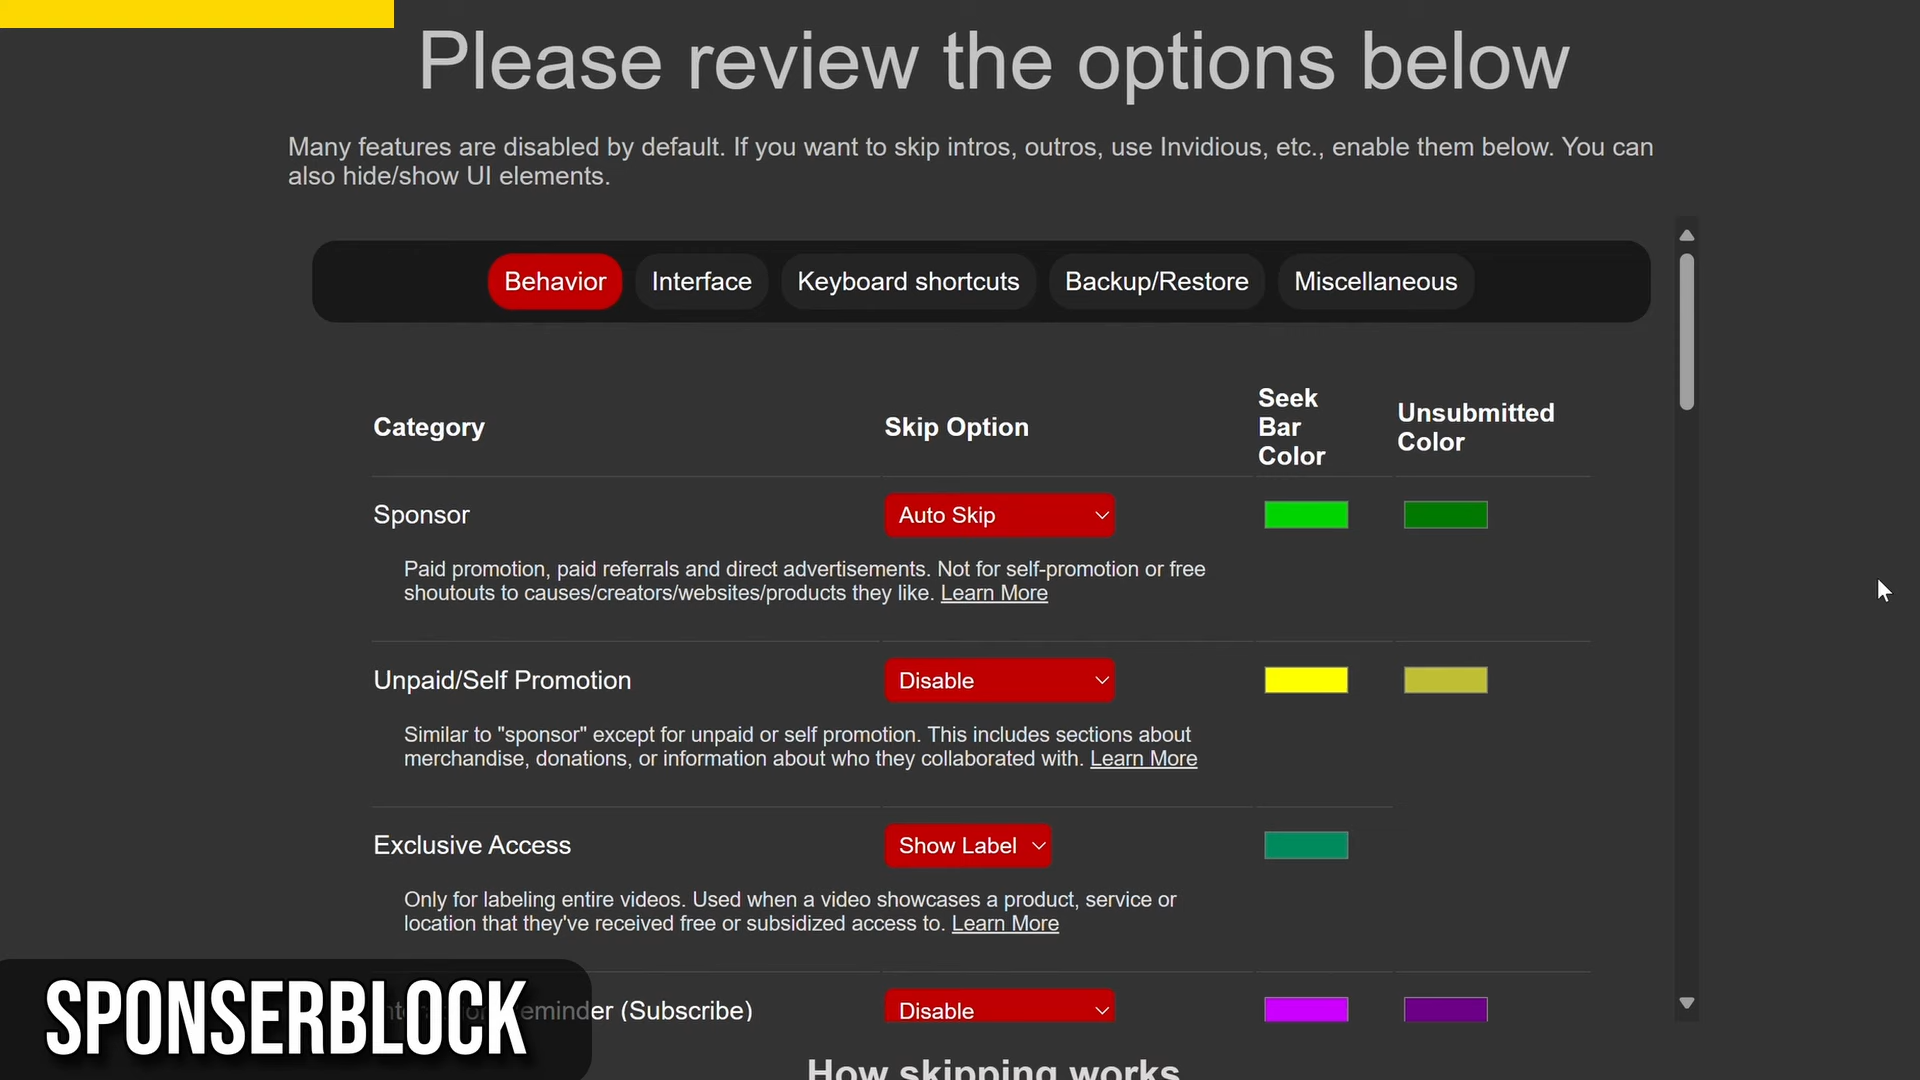 Please review the options below
Many features are disabled by default. If you want to skip intros, outros, use Invidious, etc., enable them below. You can
also hide/show UI elements.
Behavior Interface Keyboard shortcuts Backup/Restore Miscellaneous
Category Skip Option Seek Bar Color Unsubmitted Color
Sponsor Auto Skip
Paid promotion, paid referrals and direct advertisements. Not for self-promotion or free
shoutouts to causes/creators/websites/products they like. Learn More
Unpaid/Self Promotion Disable
Similar to "sponsor" except for unpaid or self promotion. This includes sections about
merchandise, donations, or information about who they collaborated with. Learn More
Exclusive Access Show Label
Only for labeling entire videos. Used when a video showcases a product, service or
location that they've received free or subsidized access to. Learn More
(Subscribe) Disable
SPONSERBLOCK
How skipping works